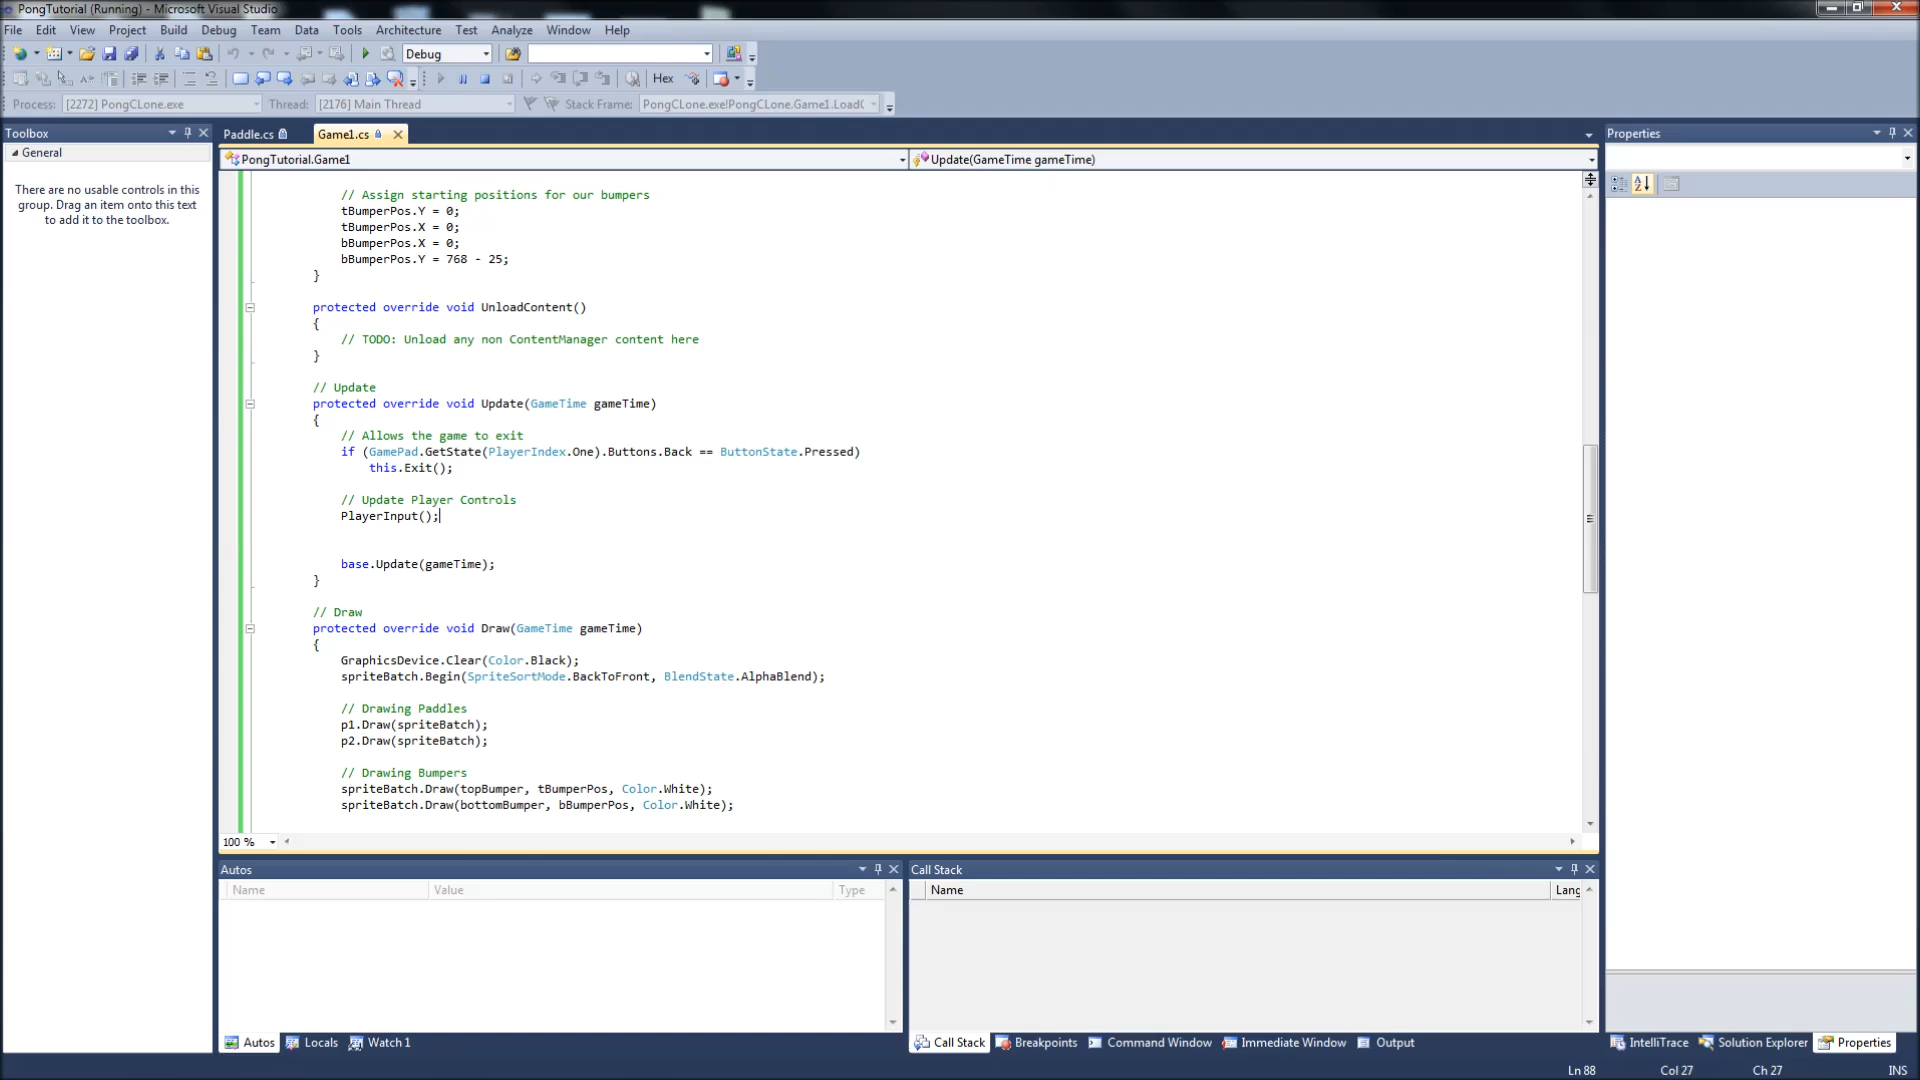 PongTutorial (Running) - Microsoft Visual Studio
File Edit View Project Build Debug Team Data Tools Architecture Test Analyze Window Help
Debug
Hex
Process: [2272] PongCLone.exe Thread: [2176] Main Thread Stack Frame: PongCLone.exe!PongCLone.Game1.Load(
Toolbox
Paddle.cs Game1.cs
Properties
General
PongTutorial.Game1 Update(GameTime gameTime)
There are no usable controls in this
group. Drag an item onto this text
to add it to the toolbox.
// Assign starting positions for our bumpers
tBumperPos.Y = 0;
tBumperPos.X = 0;
bBumperPos.X = 0;
bBumperPos.Y = 768 - 25;
}
protected override void UnloadContent()
{
// TODO: Unload any non ContentManager content here
}
// Update
protected override void Update(GameTime gameTime)
{
// Allows the game to exit
if (GamePad.GetState(PlayerIndex.One).Buttons.Back == ButtonState.Pressed)
this.Exit();
// Update Player Controls
PlayerInput();
base.Update(gameTime);
}
// Draw
protected override void Draw(GameTime gameTime)
{
GraphicsDevice.Clear(Color.Black);
spriteBatch.Begin(SpriteSortMode.BackToFront, BlendState.AlphaBlend);
// Drawing Paddles
p1.Draw(spriteBatch);
p2.Draw(spriteBatch);
// Drawing Bumpers
spriteBatch.Draw(topBumper, tBumperPos, Color.White);
spriteBatch.Draw(bottomBumper, bBumperPos, Color.White);
100 %
Autos
Name Value Type
Call Stack
Name Lang
Autos Locals Watch 1
Call Stack Breakpoints Command Window Immediate Window Output
IntelliTrace Solution Explorer Properties
Ln 88 Col 27 Ch 27 INS